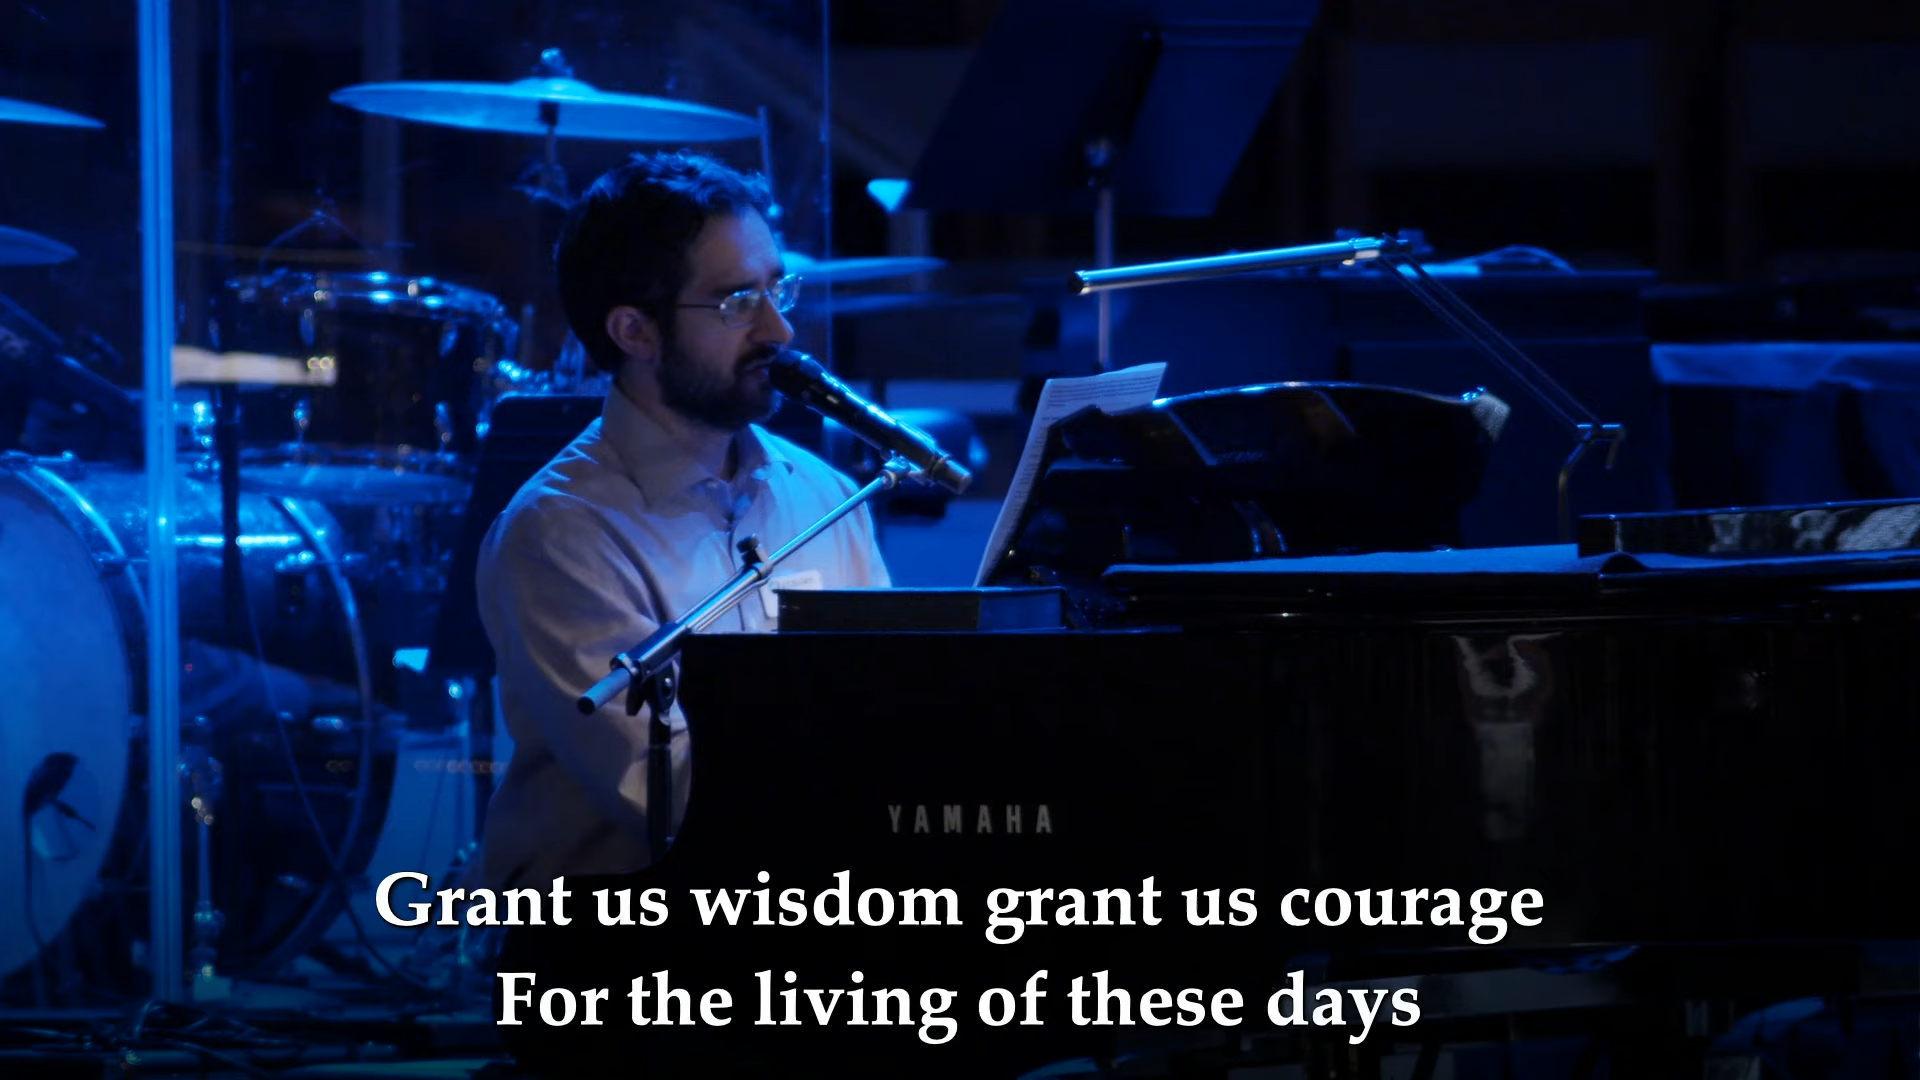 YAMAHA
Grant us wisdom grant us courage
For the living of these days